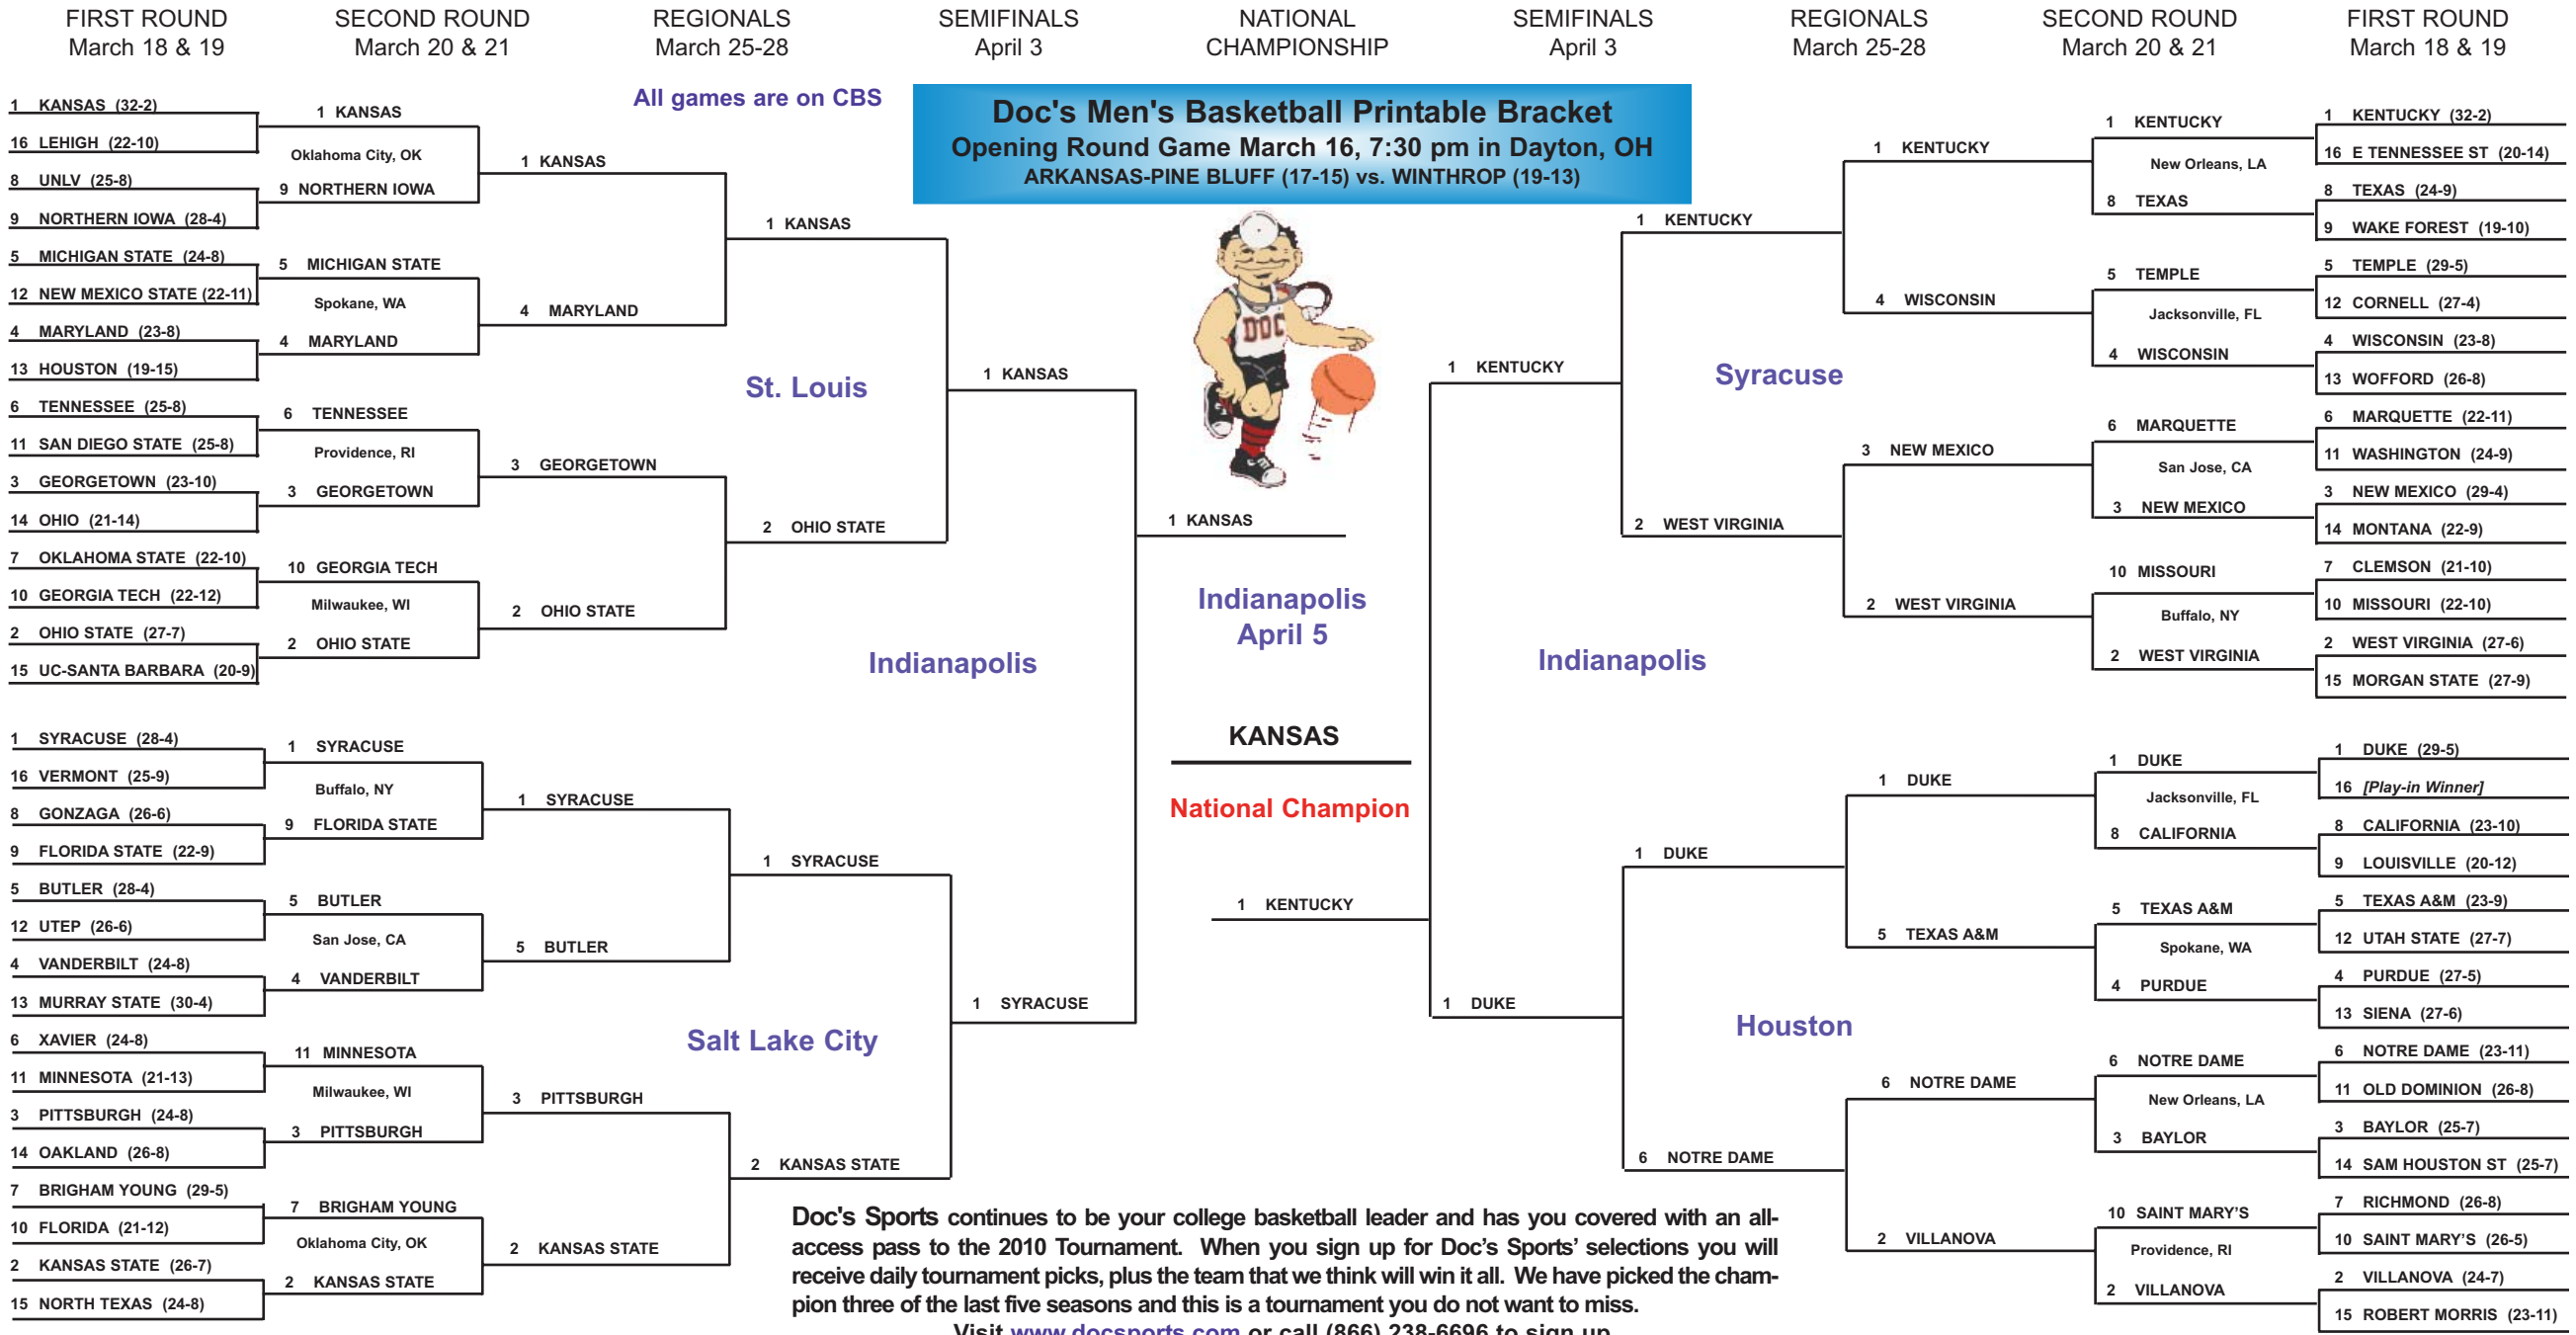 FIRST ROUND
March 18 & 19
SECOND ROUND
March 20 & 21
REGIONALS
March 25-28
SEMIFINALS
April 3
NATIONAL
CHAMPIONSHIP
SEMIFINALS
April 3
REGIONALS
March 25-28
SECOND ROUND
March 20 & 21
FIRST ROUND
March 18 & 19
All games are on CBS
Doc's Men's Basketball Printable Bracket
Opening Round Game March 16, 7:30 pm in Dayton, OH
ARKANSAS-PINE BLUFF (17-15) vs. WINTHROP (19-13)
1 KANSAS (32-2)
16 LEHIGH (22-10)
8 UNLV (25-8)
9 NORTHERN IOWA (28-4)
5 MICHIGAN STATE (24-8)
12 NEW MEXICO STATE (22-11)
4 MARYLAND (23-8)
13 HOUSTON (19-15)
6 TENNESSEE (25-8)
11 SAN DIEGO STATE (25-8)
3 GEORGETOWN (23-10)
14 OHIO (21-14)
7 OKLAHOMA STATE (22-10)
10 GEORGIA TECH (22-12)
2 OHIO STATE (27-7)
15 UC-SANTA BARBARA (20-9)
1 KANSAS
Oklahoma City, OK
9 NORTHERN IOWA
5 MICHIGAN STATE
Spokane, WA
4 MARYLAND
6 TENNESSEE
Providence, RI
3 GEORGETOWN
10 GEORGIA TECH
Milwaukee, WI
2 OHIO STATE
1 KANSAS
4 MARYLAND
3 GEORGETOWN
2 OHIO STATE
1 KANSAS
St. Louis
2 OHIO STATE
1 KANSAS
Indianapolis
1 SYRACUSE (28-4)
16 VERMONT (25-9)
8 GONZAGA (26-6)
9 FLORIDA STATE (22-9)
5 BUTLER (28-4)
12 UTEP (26-6)
4 VANDERBILT (24-8)
13 MURRAY STATE (30-4)
6 XAVIER (24-8)
11 MINNESOTA (21-13)
3 PITTSBURGH (24-8)
14 OAKLAND (26-8)
7 BRIGHAM YOUNG (29-5)
10 FLORIDA (21-12)
2 KANSAS STATE (26-7)
15 NORTH TEXAS (24-8)
1 SYRACUSE
Buffalo, NY
9 FLORIDA STATE
5 BUTLER
San Jose, CA
4 VANDERBILT
11 MINNESOTA
Milwaukee, WI
3 PITTSBURGH
7 BRIGHAM YOUNG
Oklahoma City, OK
2 KANSAS STATE
1 SYRACUSE
5 BUTLER
3 PITTSBURGH
2 KANSAS STATE
1 SYRACUSE
Salt Lake City
2 KANSAS STATE
1 SYRACUSE
DOC
1 KANSAS
Indianapolis
April 5
KANSAS
National Champion
1 KENTUCKY
1 KENTUCKY
Indianapolis
1 DUKE
1 KENTUCKY
Syracuse
2 WEST VIRGINIA
1 KENTUCKY
4 WISCONSIN
3 NEW MEXICO
2 WEST VIRGINIA
1 KENTUCKY
New Orleans, LA
8 TEXAS
5 TEMPLE
Jacksonville, FL
4 WISCONSIN
6 MARQUETTE
San Jose, CA
3 NEW MEXICO
10 MISSOURI
Buffalo, NY
2 WEST VIRGINIA
1 KENTUCKY (32-2)
16 E TENNESSEE ST (20-14)
8 TEXAS (24-9)
9 WAKE FOREST (19-10)
5 TEMPLE (29-5)
12 CORNELL (27-4)
4 WISCONSIN (23-8)
13 WOFFORD (26-8)
6 MARQUETTE (22-11)
11 WASHINGTON (24-9)
3 NEW MEXICO (29-4)
14 MONTANA (22-9)
7 CLEMSON (21-10)
10 MISSOURI (22-10)
2 WEST VIRGINIA (27-6)
15 MORGAN STATE (27-9)
1 DUKE
Houston
6 NOTRE DAME
1 DUKE
5 TEXAS A&M
6 NOTRE DAME
2 VILLANOVA
1 DUKE
Jacksonville, FL
8 CALIFORNIA
5 TEXAS A&M
Spokane, WA
4 PURDUE
6 NOTRE DAME
New Orleans, LA
3 BAYLOR
10 SAINT MARY'S
Providence, RI
2 VILLANOVA
1 DUKE (29-5)
16 [Play-in Winner]
8 CALIFORNIA (23-10)
9 LOUISVILLE (20-12)
5 TEXAS A&M (23-9)
12 UTAH STATE (27-7)
4 PURDUE (27-5)
13 SIENA (27-6)
6 NOTRE DAME (23-11)
11 OLD DOMINION (26-8)
3 BAYLOR (25-7)
14 SAM HOUSTON ST (25-7)
7 RICHMOND (26-8)
10 SAINT MARY'S (26-5)
2 VILLANOVA (24-7)
15 ROBERT MORRIS (23-11)
Doc's Sports continues to be your college basketball leader and has you covered with an all-
access pass to the 2010 Tournament. When you sign up for Doc's Sports' selections you will
receive daily tournament picks, plus the team that we think will win it all. We have picked the cham-
pion three of the last five seasons and this is a tournament you do not want to miss.
Visit www.docsports.com or call (866) 238-6696 to sign up